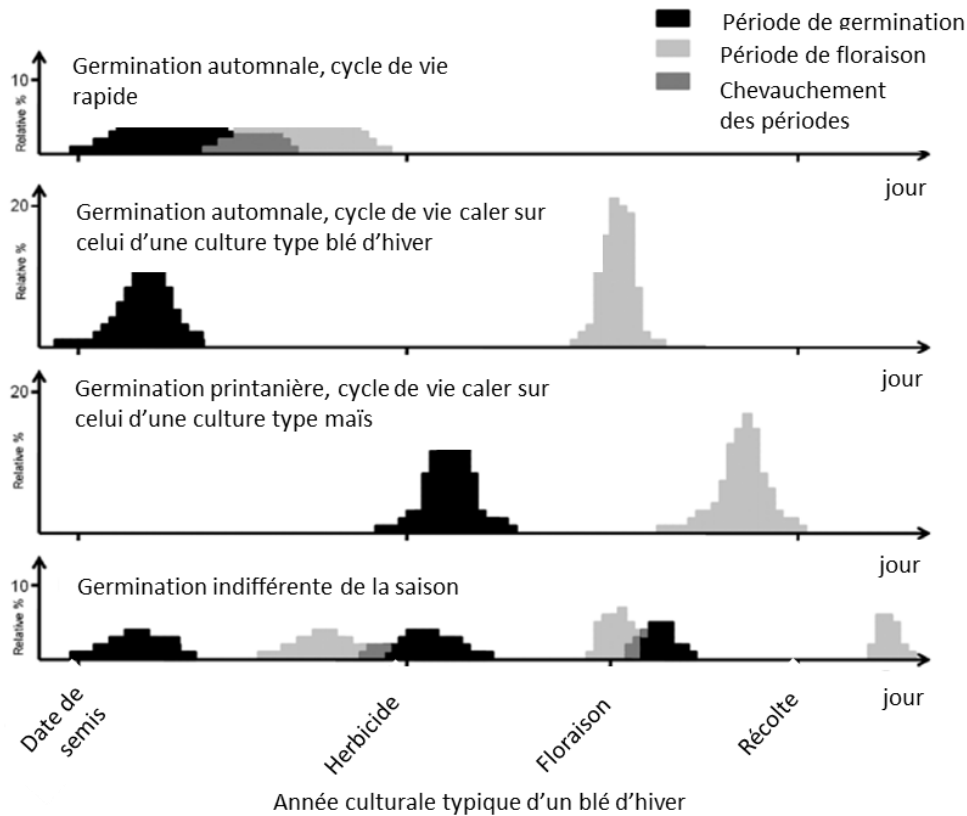 Période de germination
Période de floraison
Chevauchement
des périodes
Germination automnale, cycle de vie
rapide
10
Relative %
jour
Germination automnale, cycle de vie caler sur
celui d’une culture type blé d’hiver
20
Relative %
jour
Germination printanière, cycle de vie caler sur
celui d’une culture type maïs
20
Relative %
jour
Germination indifférente de la saison
10
Relative %
jour
Date de
semis
Herbicide
Floraison
Récolte
Année culturale typique d’un blé d’hiver